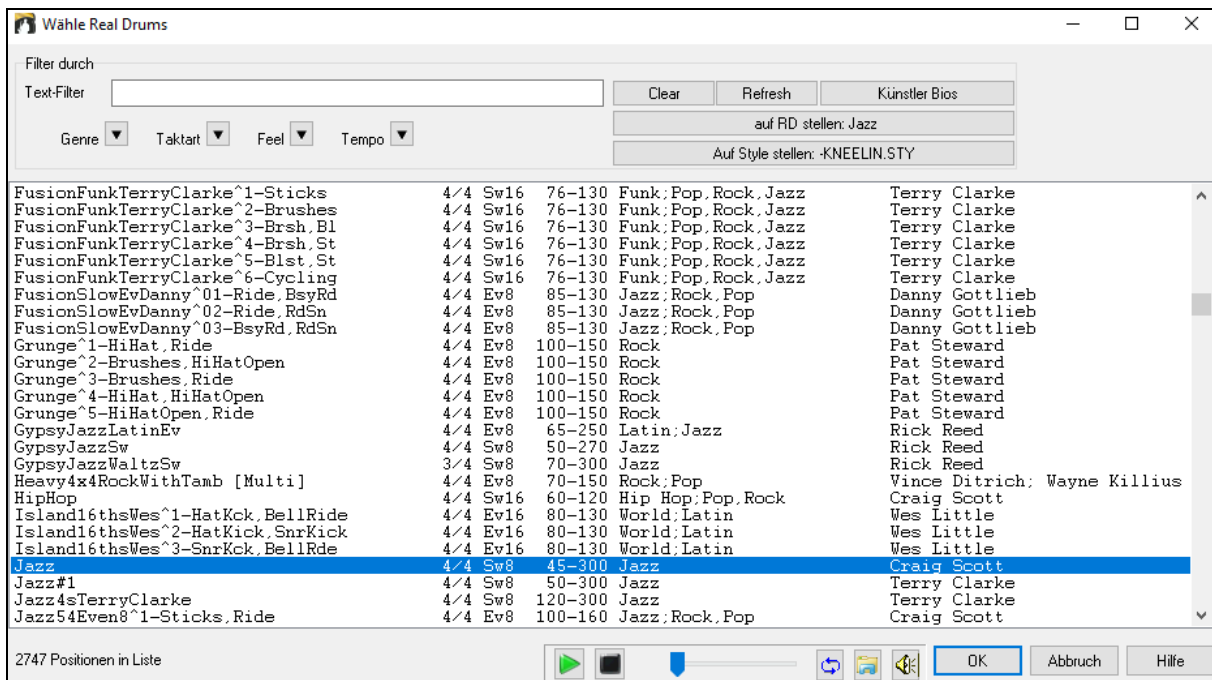 Wähle Real Drums
Filter durch
Text-Filter Clear Refresh Künstler Bios
auf RD stellen: Jazz
Genre Taktart Feel Tempo
Auf Style stellen: -KNEELIN.STY
FusionFunkTerryClarke^1-Sticks 4/4 Sw16 76-130 Funk;Pop,Rock,Jazz Terry Clarke
FusionFunkTerryClarke^2-Brushes 4/4 Sw16 76-130 Funk;Pop,Rock,Jazz Terry Clarke
FusionFunkTerryClarke^3-Brsh,Bl 4/4 Sw16 76-130 Funk;Pop,Rock,Jazz Terry Clarke
FusionFunkTerryClarke^4-Brsh,St 4/4 Sw16 76-130 Funk;Pop,Rock,Jazz Terry Clarke
FusionFunkTerryClarke^5-Blst,St 4/4 Sw16 76-130 Funk;Pop,Rock,Jazz Terry Clarke
FusionFunkTerryClarke^6-Cycling 4/4 Sw16 76-130 Funk;Pop,Rock,Jazz Terry Clarke
FusionSlowEvDanny^01-Ride,BsyRd 4/4 Ev8 85-130 Jazz;Rock,Pop Danny Gottlieb
FusionSlowEvDanny^02-Ride,RdSn 4/4 Ev8 85-130 Jazz;Rock,Pop Danny Gottlieb
FusionSlowEvDanny^03-BsyRd,RdSn 4/4 Ev8 85-130 Jazz;Rock,Pop Danny Gottlieb
Grunge^1-HiHat,Ride 4/4 Ev8 100-150 Rock Pat Steward
Grunge^2-Brushes,HiHatOpen 4/4 Ev8 100-150 Rock Pat Steward
Grunge^3-Brushes,Ride 4/4 Ev8 100-150 Rock Pat Steward
Grunge^4-HiHat,HiHatOpen 4/4 Ev8 100-150 Rock Pat Steward
Grunge^5-HiHatOpen,Ride 4/4 Ev8 100-150 Rock Pat Steward
GypsyJazzLatinEv 4/4 Ev8 65-250 Latin;Jazz Rick Reed
GypsyJazzSw 4/4 Sw8 50-270 Jazz Rick Reed
GypsyJazzWaltzSw 3/4 Sw8 70-300 Jazz Rick Reed
Heavy4x4RockWithTamb [Multi] 4/4 Ev8 70-150 Rock;Pop Vince Ditrich; Wayne Killius
HipHop 4/4 Sw16 60-120 Hip Hop;Pop,Rock Craig Scott
Island16thsWes^1-HatKck,BellRide 4/4 Ev16 80-130 World;Latin Wes Little
Island16thsWes^2-HatKick,SnrKick 4/4 Ev16 80-130 World;Latin Wes Little
Island16thsWes^3-SnrKck,BellRde 4/4 Ev16 80-130 World;Latin Wes Little
Jazz 4/4 Sw8 45-300 Jazz Craig Scott
Jazz#1 4/4 Sw8 50-300 Jazz Terry Clarke
Jazz4sTerryClarke 4/4 Sw8 120-300 Jazz Terry Clarke
Jazz54Even8^1-Sticks,Ride 4/4 Ev8 100-160 Jazz;Rock,Pop Craig Scott
2747 Positionen in Liste OK Abbruch Hilfe